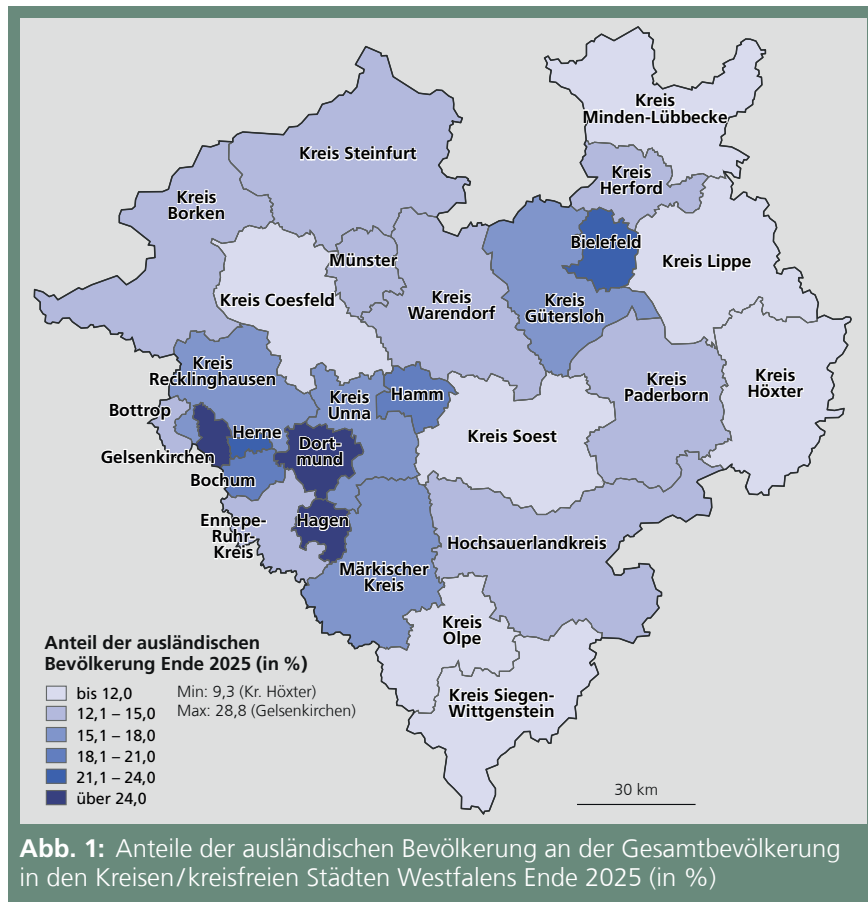 Kreis
Minden-Lübbecke
Kreis Steinfurt
Kreis
Herford
Kreis
Borken
Bielefeld
Münster
Kreis Lippe
Kreis Coesfeld
Kreis
Warendorf
Kreis
Gütersloh
Kreis
Recklinghausen
Kreis
Unna
Hamm
Kreis
Paderborn
Kreis
Höxter
Bottrop
Herne
Dort-
mund
Kreis Soest
Gelsenkirchen
Bochum
Ennepe-
Ruhr-
Kreis
Hagen
Hochsauerlandkreis
Märkischer
Kreis
Kreis
Olpe
Kreis Siegen-
Wittgenstein
Anteil der ausländischen
Bevölkerung Ende 2025 (in %)
bis 12,0
12,1 – 15,0
15,1 – 18,0
18,1 – 21,0
21,1 – 24,0
über 24,0
Min: 9,3 (Kr. Höxter)
Max: 28,8 (Gelsenkirchen)
30 km
Abb. 1: Anteile der ausländischen Bevölkerung an der Gesamtbevölkerung
in den Kreisen/kreisfreien Städten Westfalens Ende 2025 (in %)